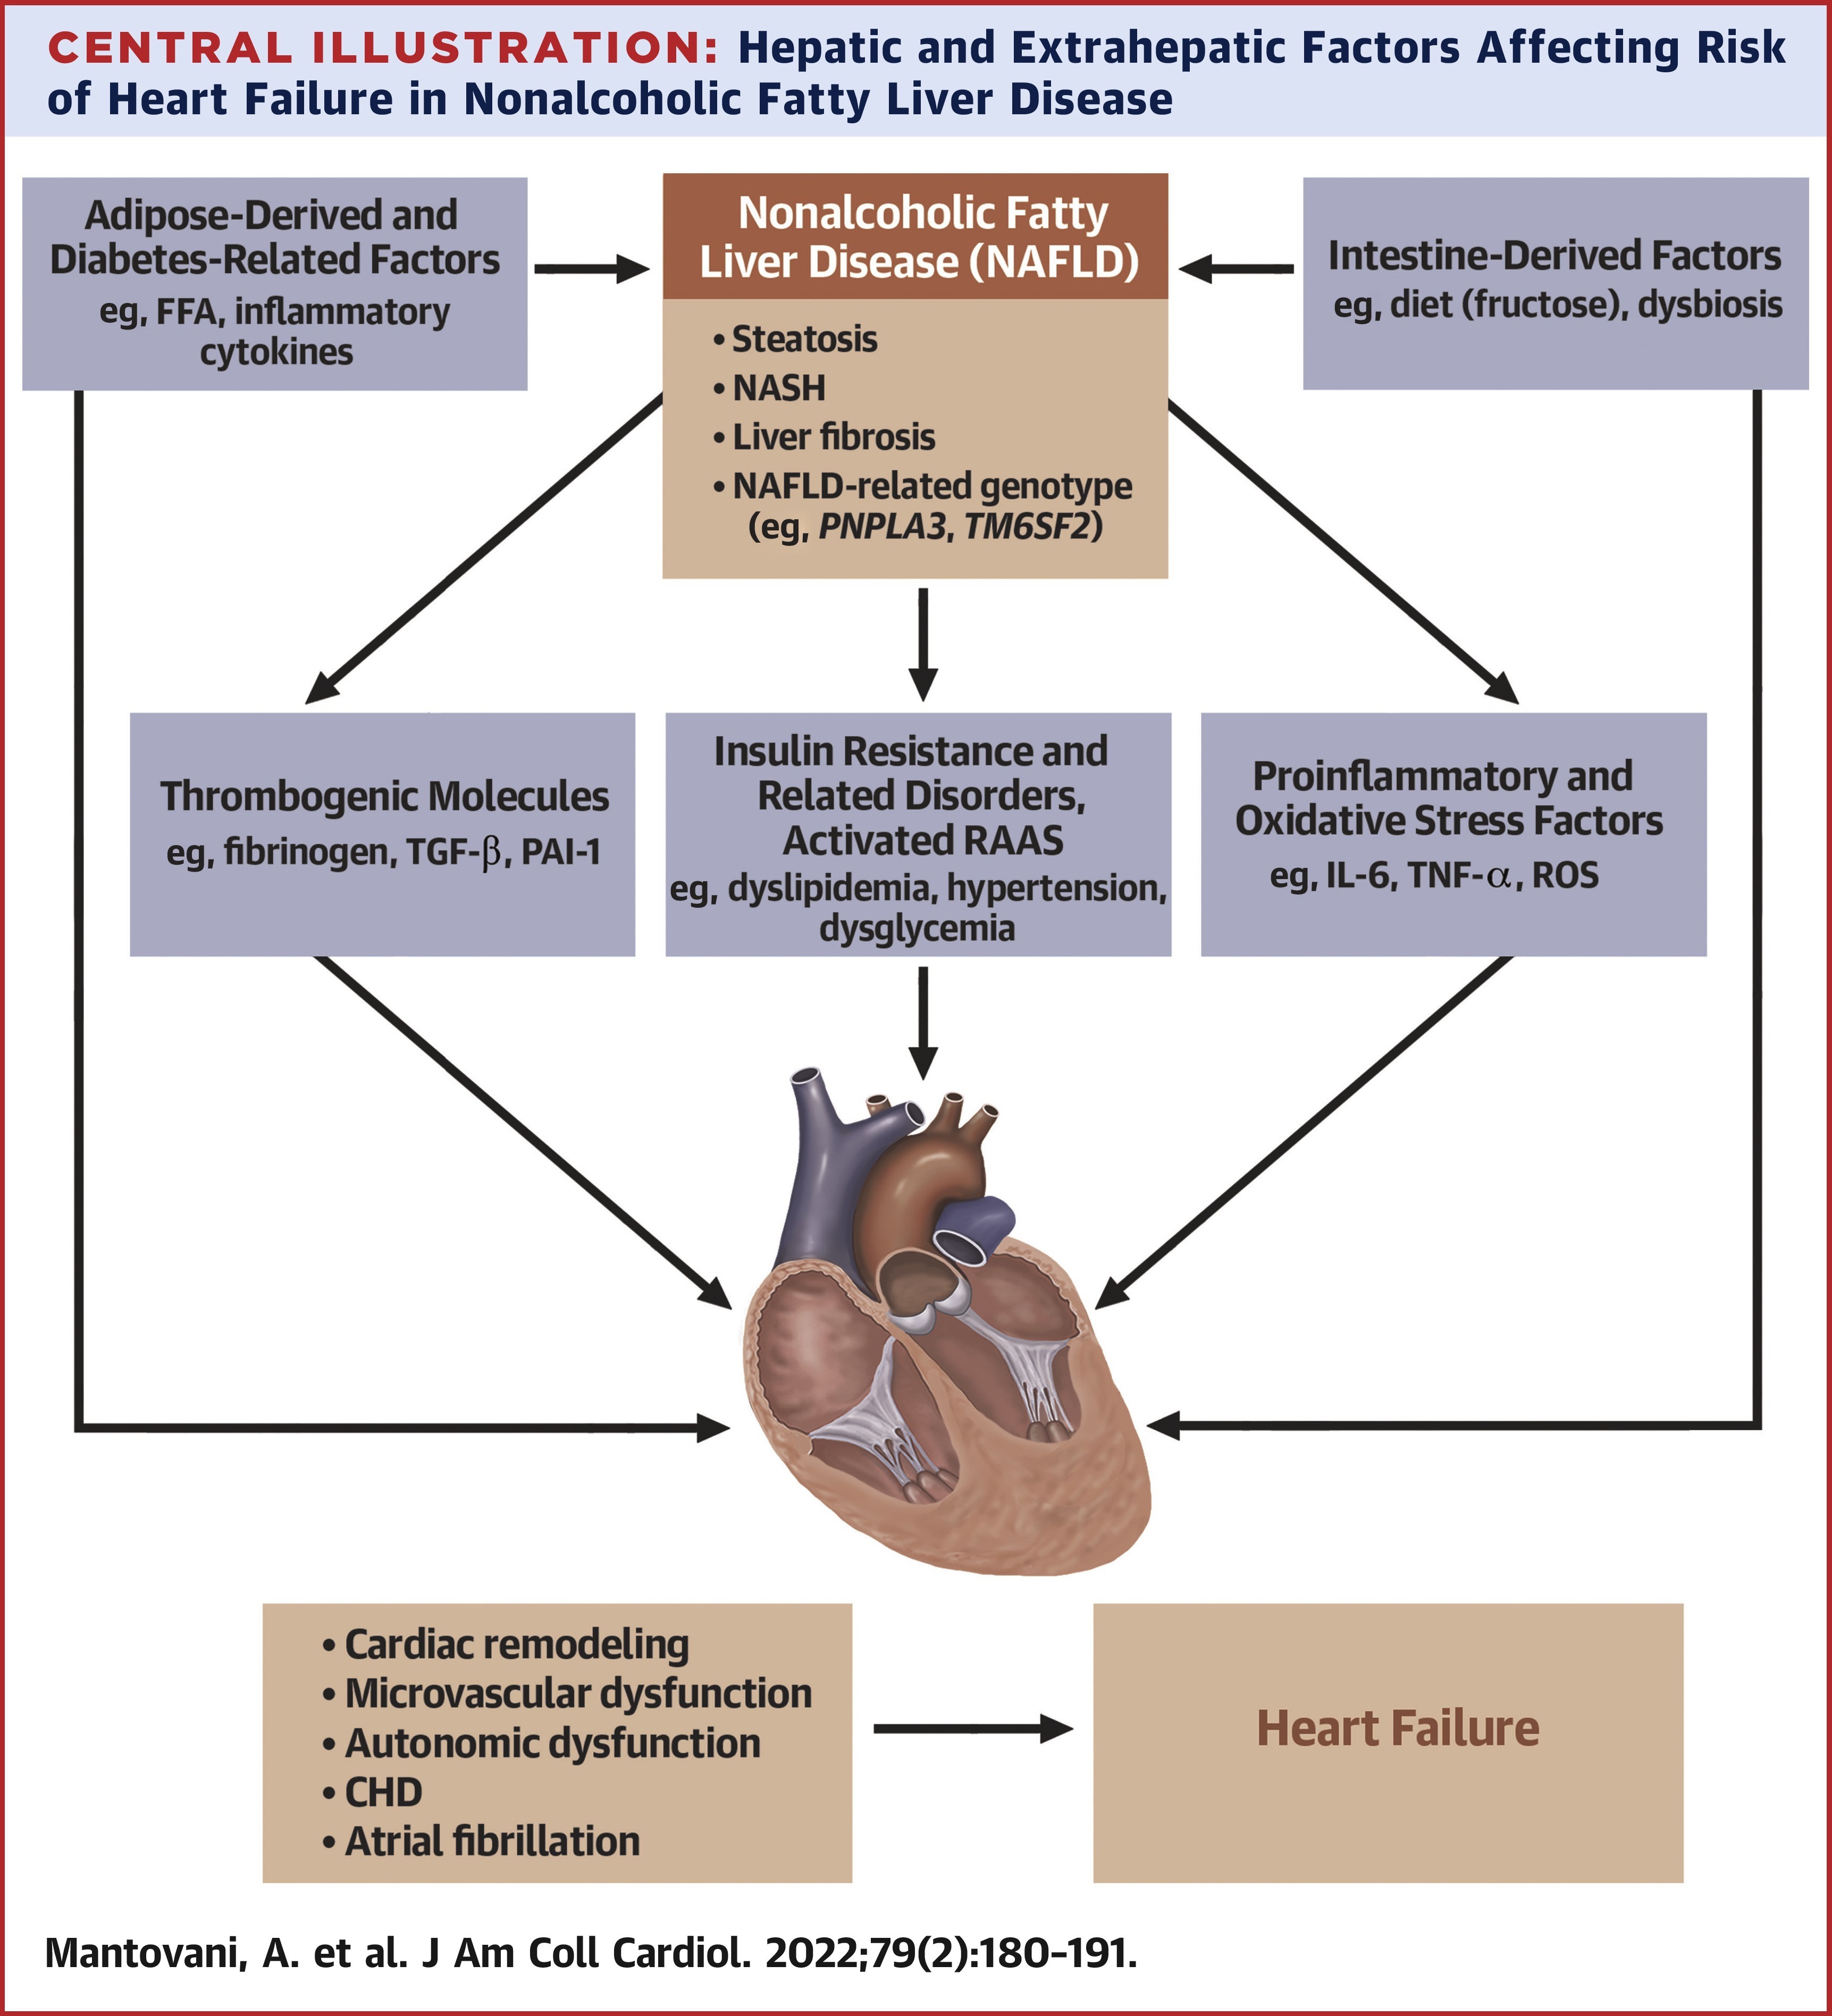 CENTRAL ILLUSTRATION: Hepatic and Extrahepatic Factors Affecting Risk
of Heart Failure in Nonalcoholic Fatty Liver Disease
Adipose-Derived and
Diabetes-Related Factors
eg, FFA, inflammatory
cytokines
Nonalcoholic Fatty
Liver Disease (NAFLD)
• Steatosis
• NASH
• Liver fibrosis
• NAFLD-related genotype
(eg, PNPLA3, TM6SF2)
Intestine-Derived Factors
eg, diet (fructose), dysbiosis
Thrombogenic Molecules
eg, fibrinogen, TGF-β, PAI-1
Insulin Resistance and
Related Disorders,
Activated RAAS
eg, dyslipidemia, hypertension,
dysglycemia
Proinflammatory and
Oxidative Stress Factors
eg, IL-6, TNF-α, ROS
• Cardiac remodeling
• Microvascular dysfunction
• Autonomic dysfunction
• CHD
• Atrial fibrillation
Heart Failure
Mantovani, A. et al. J Am Coll Cardiol. 2022;79(2):180–191.